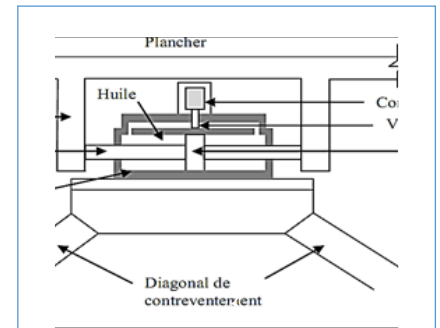 Plancher
Huile
Co
V
Diagonal de
contreventement